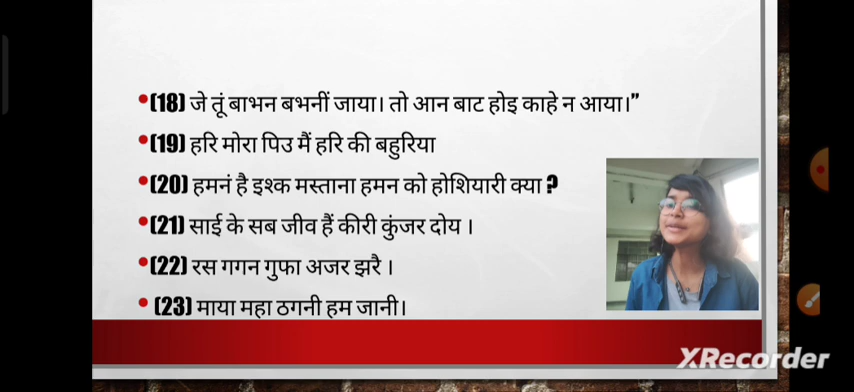 •(18) जे तूं बाभन बभनीं जाया। तो आन बाट होइ काहे न आया।”
•(19) हरि मोरा पिउ मैं हरि की बहुरिया
•(20) हमनं है इश्क मस्ताना हमन को होशियारी क्या ?
•(21) साई के सब जीव हैं कीरी कुंजर दोय ।
•(22) रस गगन गुफा अजर झरै ।
• (23) माया महा ठगनी हम जानी।
XRecorder